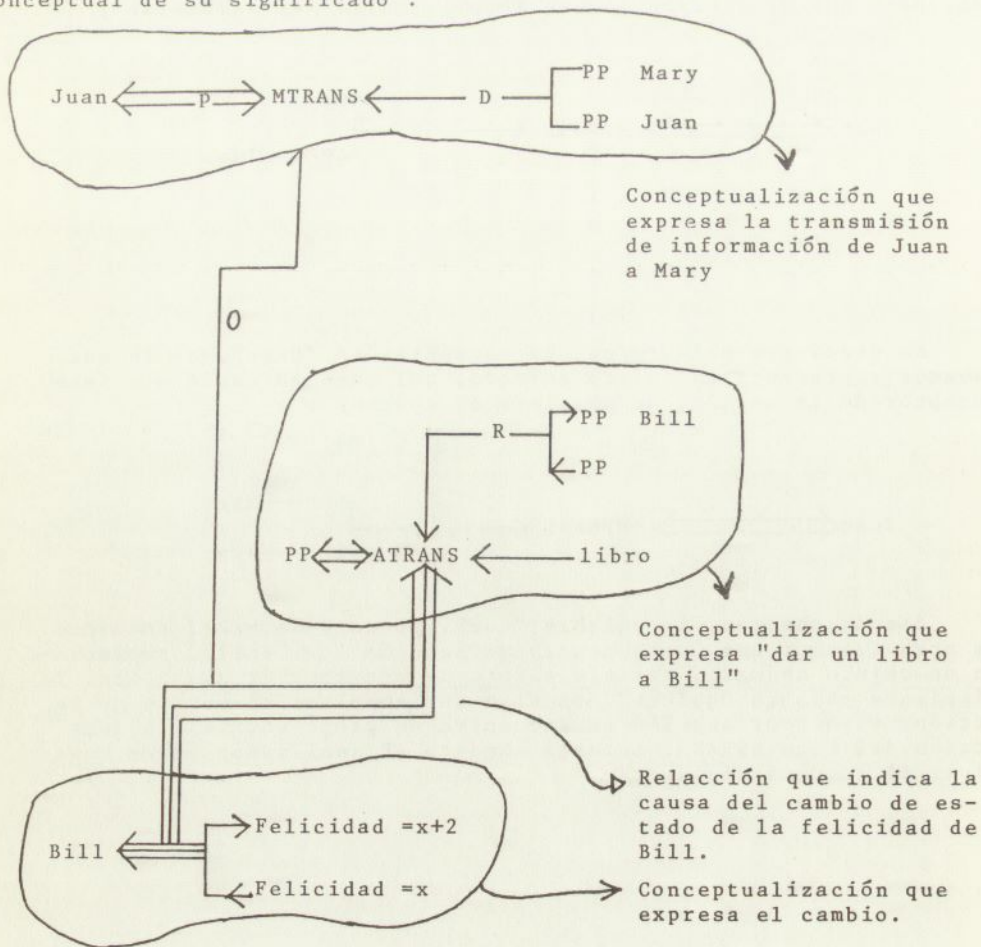 onceptual de su significado .
PP Mary
Juan P MTRANS D
PP Juan
Conceptualización que
expresa la transmisión
de información de Juan
a Mary
O
PP Bill
R
PP
PP ATRANS libro
Conceptualización que
expresa "dar un libro
a Bill"
Relacción que indica la
causa del cambio de es-
tado de la felicidad de
Bill.
Felicidad =x+2
Bill
Felicidad =x
Conceptualización que
expresa el cambio.